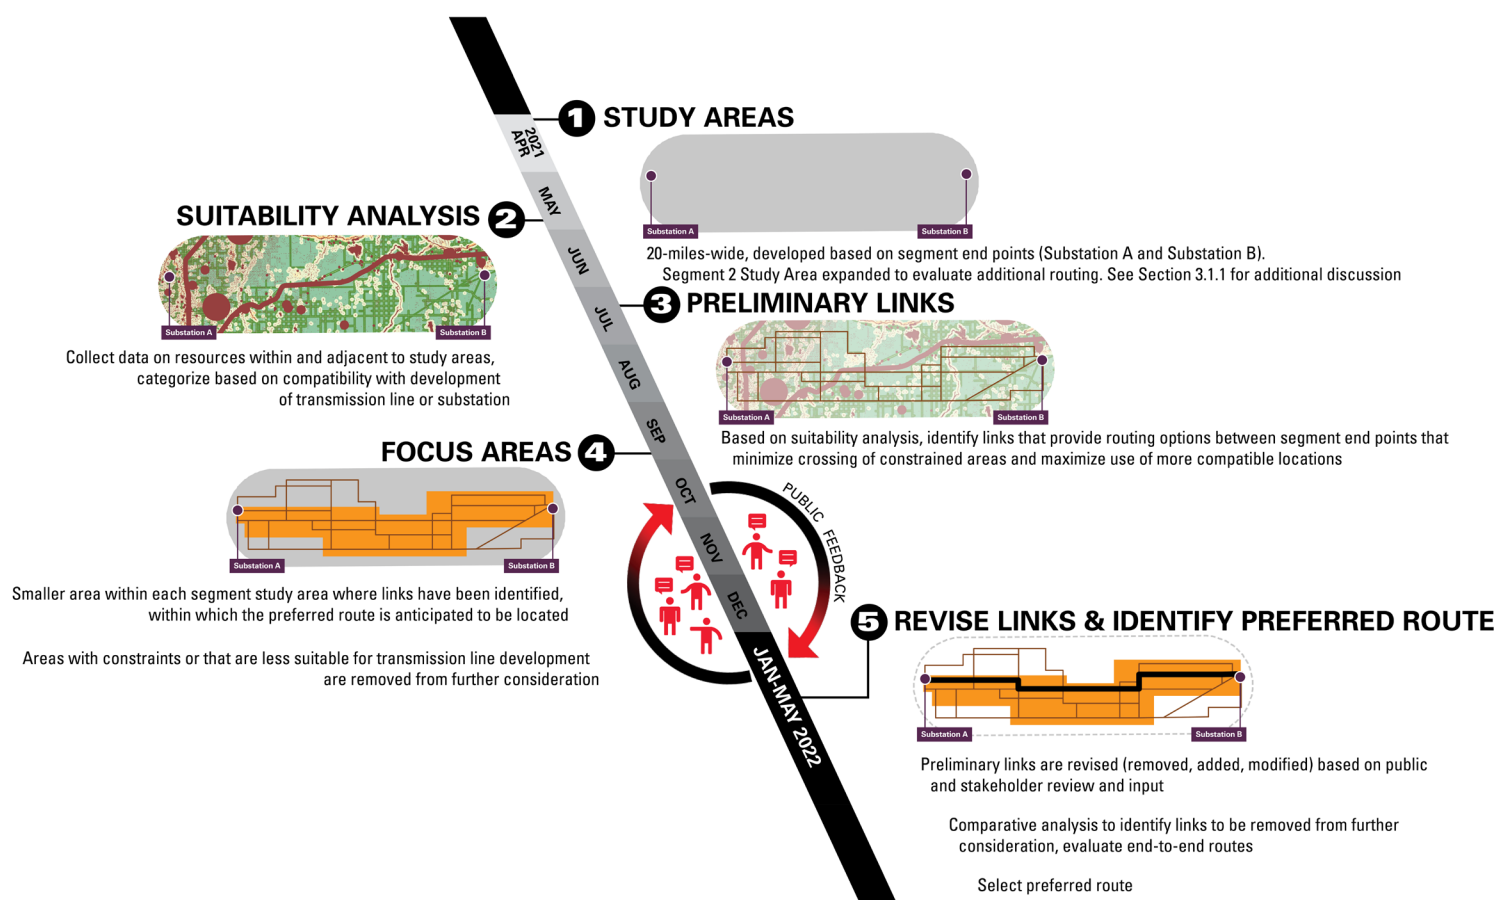 1 STUDY AREAS
Substation A
Substation B
20-miles-wide, developed based on segment end points (Substation A and Substation B).
Segment 2 Study Area expanded to evaluate additional routing. See Section 3.1.1 for additional discussion
2021
APR
MAY
JUN
JUL
AUG
SEP
OCT
NOV
DEC
JAN-MAY 2022
SUITABILITY ANALYSIS 2
Substation A
Substation B
Collect data on resources within and adjacent to study areas,
categorize based on compatibility with development
of transmission line or substation
3 PRELIMINARY LINKS
Substation A
Substation B
Based on suitability analysis, identify links that provide routing options between segment end points that
minimize crossing of constrained areas and maximize use of more compatible locations
FOCUS AREAS 4
Substation A
Substation B
Smaller area within each segment study area where links have been identified,
within which the preferred route is anticipated to be located
Areas with constraints or that are less suitable for transmission line development
are removed from further consideration
PUBLIC FEEDBACK
5 REVISE LINKS & IDENTIFY PREFERRED ROUTE
Substation A
Substation B
Preliminary links are revised (removed, added, modified) based on public
and stakeholder review and input
Comparative analysis to identify links to be removed from further
consideration, evaluate end-to-end routes
Select preferred route